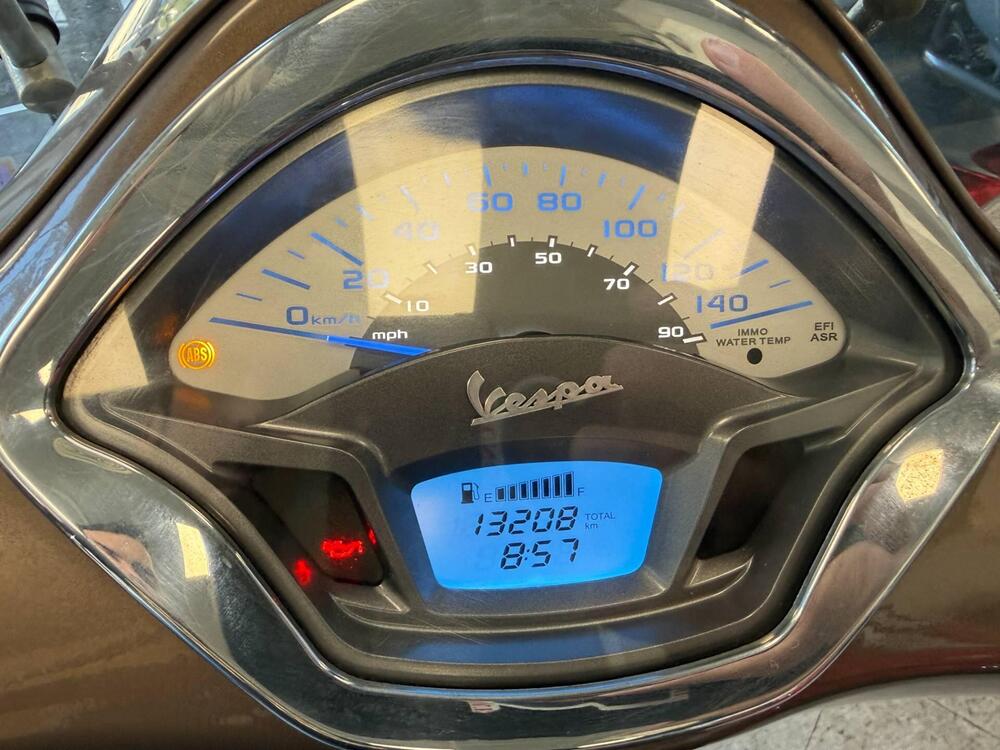 60 80
40 100
20 120
0 km/h 140
50
30 70
10 90
mph
IMMO
WATER TEMP
EFI
ASR
ABS
Vespa
E F
13208 TOTAL km
8:57